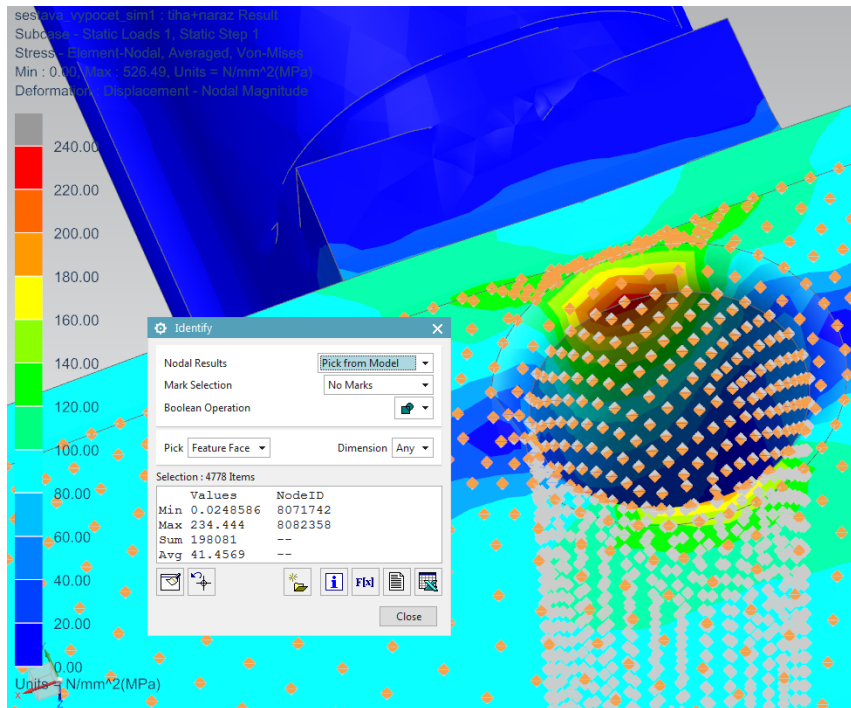 sestava_vypocet_sim1 : tiha+naraz Result
Subcase - Static Loads 1, Static Step 1
Stress - Element-Nodal, Averaged, Von-Mises
Min : 0.00, Max : 526.49, Units = N/mm^2(MPa)
Deformation : Displacement - Nodal Magnitude
240.00
220.00
200.00
180.00
160.00
140.00
120.00
100.00
80.00
60.00
40.00
20.00
0.00
Units = N/mm^2(MPa)
X
Z
Identify
Nodal Results Pick from Model
Mark Selection No Marks
Boolean Operation
Pick Feature Face Dimension Any
Selection : 4778 Items
Values NodeID
Min 0.0248586 8071742
Max 234.444 8082358
Sum 198081 --
Avg 41.4569 --
i F[x]
Close